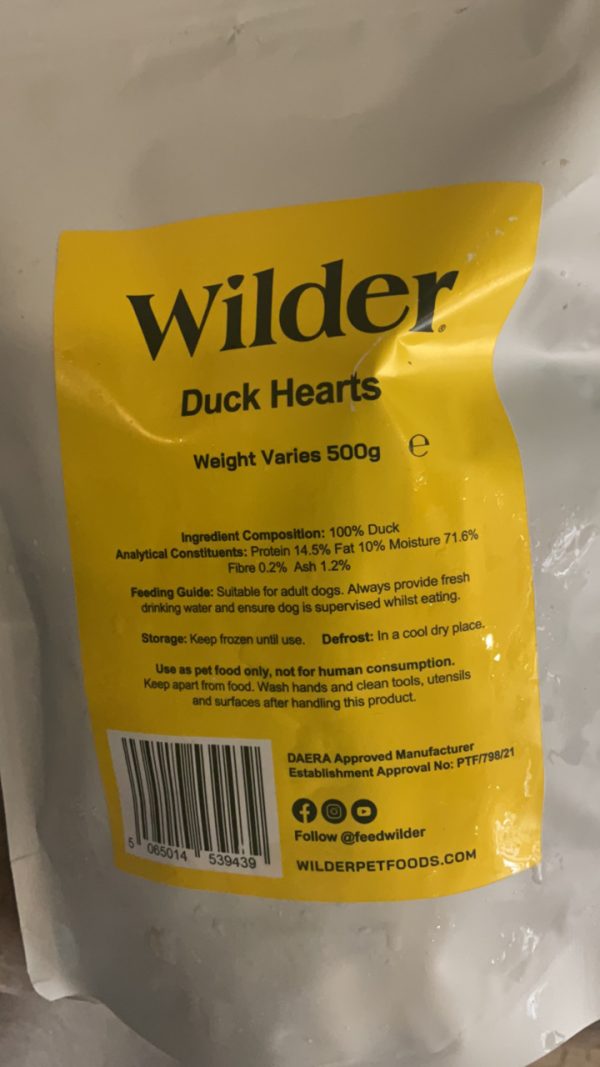 Wilder®
Duck Hearts
Weight Varies 500g ℮
Ingredient Composition: 100% Duck
Analytical Constituents: Protein 14.5% Fat 10% Moisture 71.6%
Fibre 0.2% Ash 1.2%
Feeding Guide: Suitable for adult dogs. Always provide fresh
drinking water and ensure dog is supervised whilst eating.
Storage: Keep frozen until use. Defrost: In a cool dry place.
Use as pet food only, not for human consumption.
Keep apart from food. Wash hands and clean tools, utensils
and surfaces after handling this product.
DAERA Approved Manufacturer
Establishment Approval No: PTF/798/21
Follow @feedwilder
WILDERPETFOODS.COM
5 065014 539439